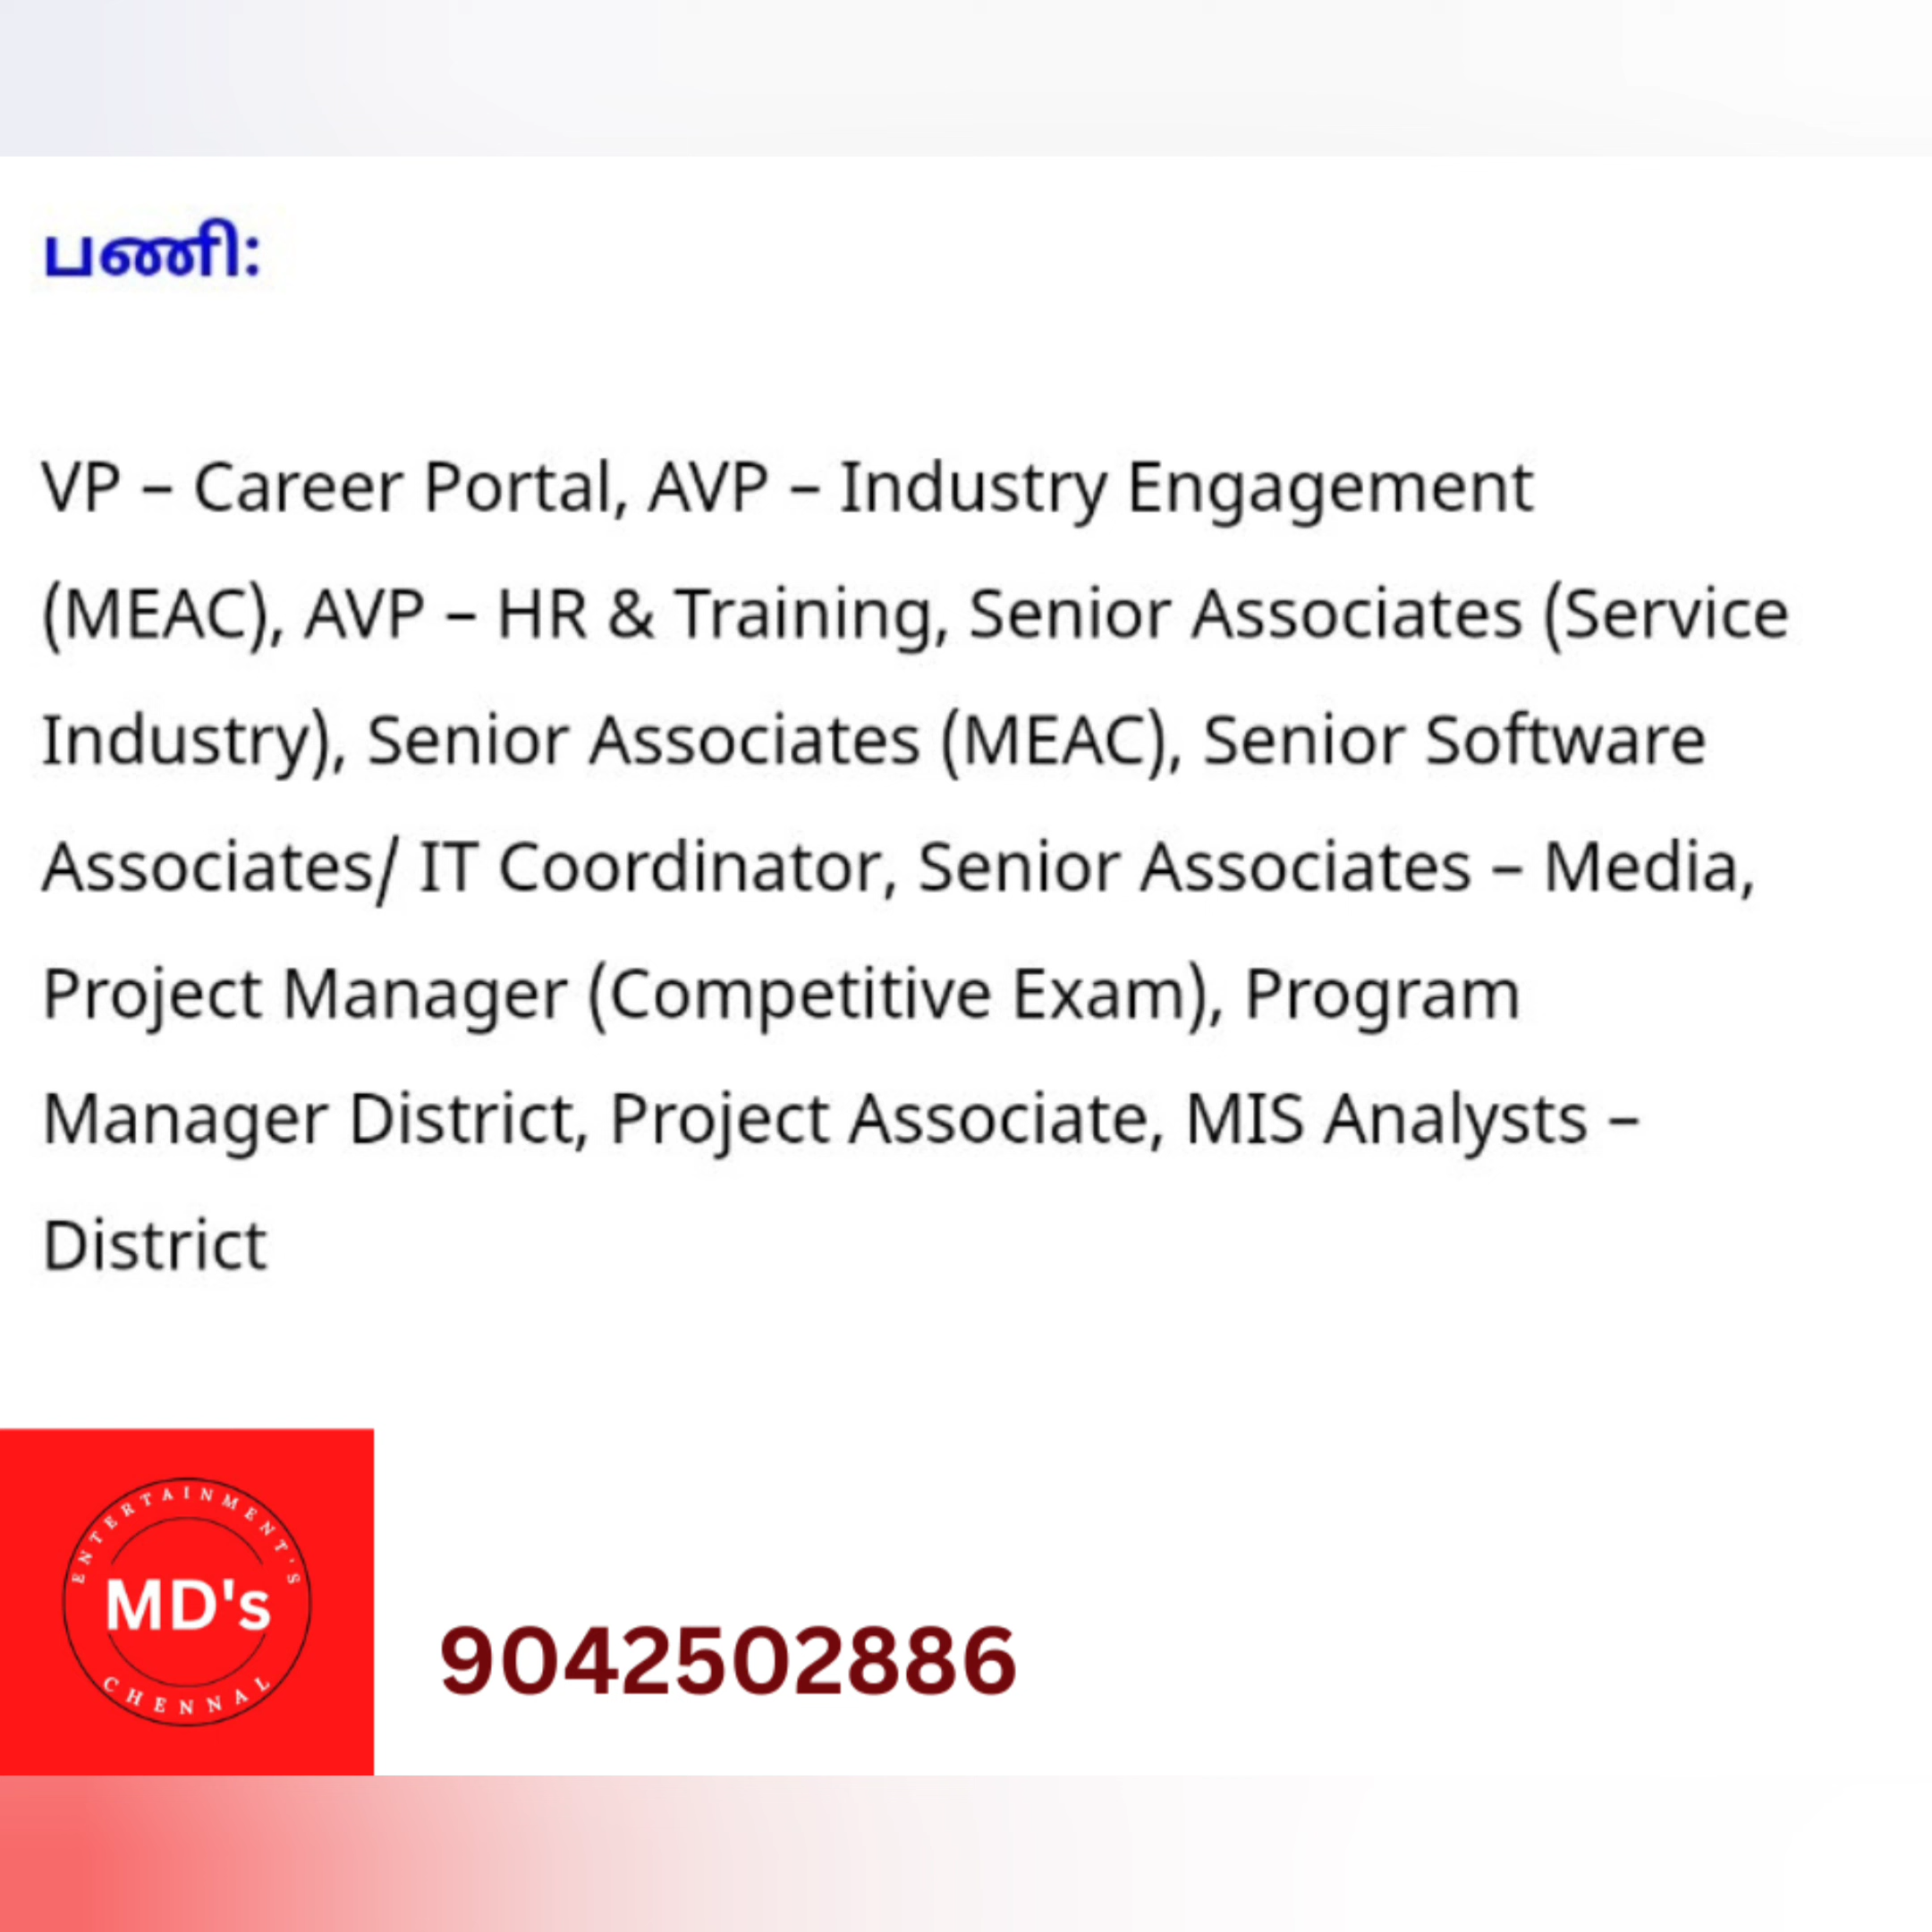 பணி:
VP – Career Portal, AVP – Industry Engagement
(MEAC), AVP – HR & Training, Senior Associates (Service
Industry), Senior Associates (MEAC), Senior Software
Associates/ IT Coordinator, Senior Associates – Media,
Project Manager (Competitive Exam), Program
Manager District, Project Associate, MIS Analysts –
District
ENTERTAINMENT'S
MD's
CHENNAL
9042502886